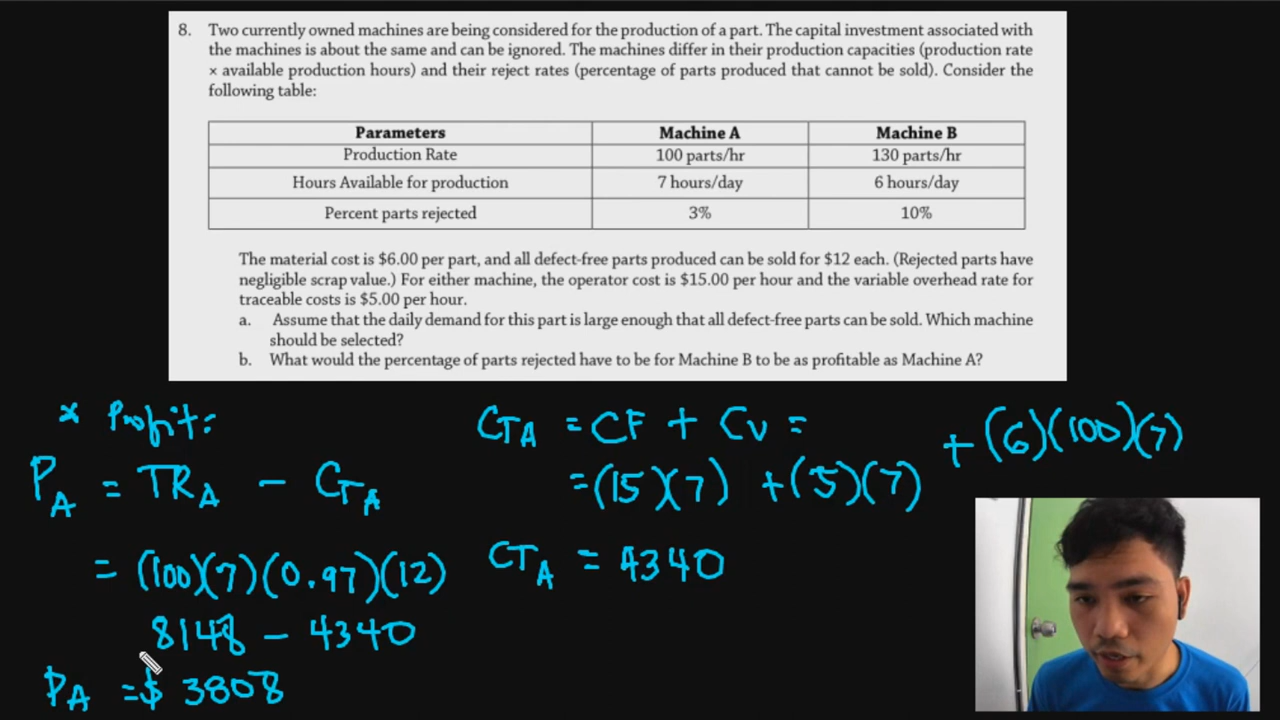 8. Two currently owned machines are being considered for the production of a part. The capital investment associated with
the machines is about the same and can be ignored. The machines differ in their production capacities (production rate
× available production hours) and their reject rates (percentage of parts produced that cannot be sold). Consider the
following table:
Parameters Machine A Machine B
Production Rate 100 parts/hr 130 parts/hr
Hours Available for production 7 hours/day 6 hours/day
Percent parts rejected 3% 10%
The material cost is $6.00 per part, and all defect-free parts produced can be sold for $12 each. (Rejected parts have
negligible scrap value.) For either machine, the operator cost is $15.00 per hour and the variable overhead rate for
traceable costs is $5.00 per hour.
a. Assume that the daily demand for this part is large enough that all defect-free parts can be sold. Which machine
should be selected?
b. What would the percentage of parts rejected have to be for Machine B to be as profitable as Machine A?
* Profit:
PA = TRA - CTA
= (100)(7)(0.97)(12)
8148 - 4340
PA = $ 3808
CTA = CF + CV =
= (15)(7) + (5)(7) + (6)(100)(7)
CTA = 4340